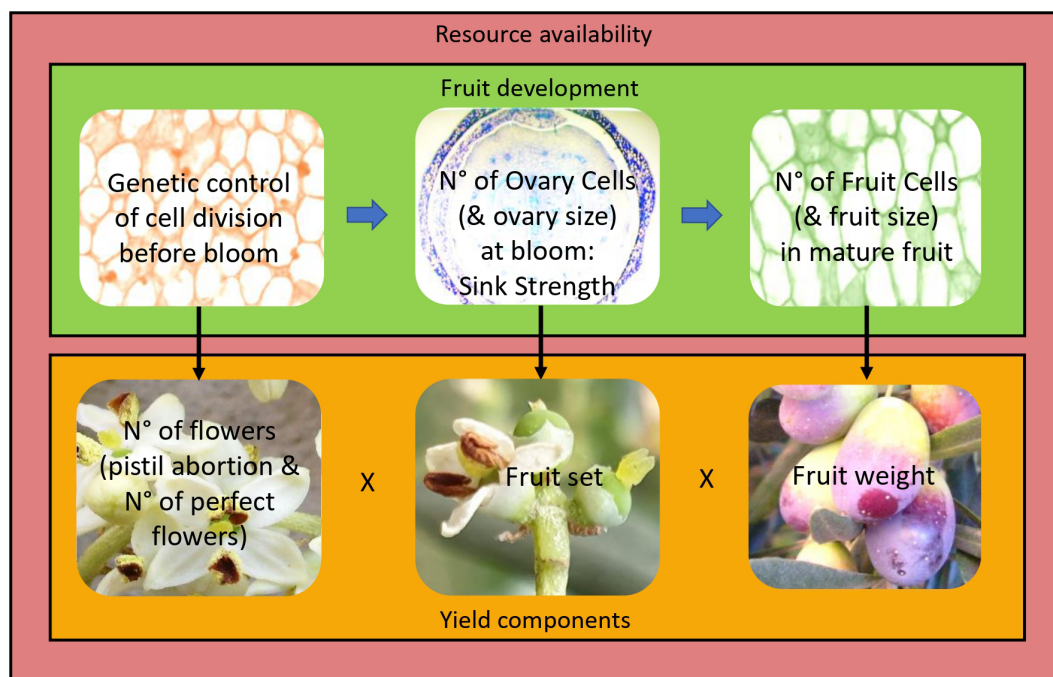 Resource availability
Fruit development
Genetic control
of cell division
before bloom
N° of Ovary Cells
(& ovary size)
at bloom:
Sink Strength
N° of Fruit Cells
(& fruit size)
in mature fruit
N° of flowers
(pistil abortion &
N° of perfect
flowers)
X
Fruit set
X
Fruit weight
Yield components